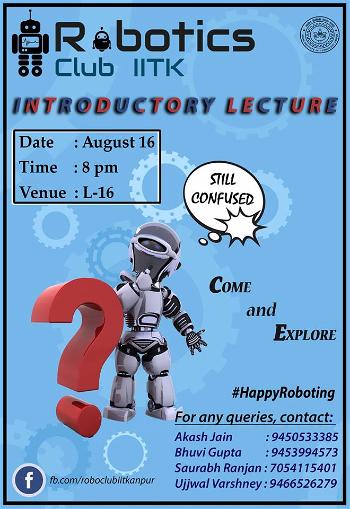 Robotics
Club IITK
INTRODUCTORY LECTURE
Date : August 16
Time : 8 pm
Venue : L-16
STILL
CONFUSED
COME
and
EXPLORE
#HappyRoboting
For any queries, contact:
Akash Jain : 9450533385
Bhuvi Gupta : 9453994573
Saurabh Ranjan : 7054115401
Ujjwal Varshney : 9466526279
f
fb.com/roboclubiitkanpur